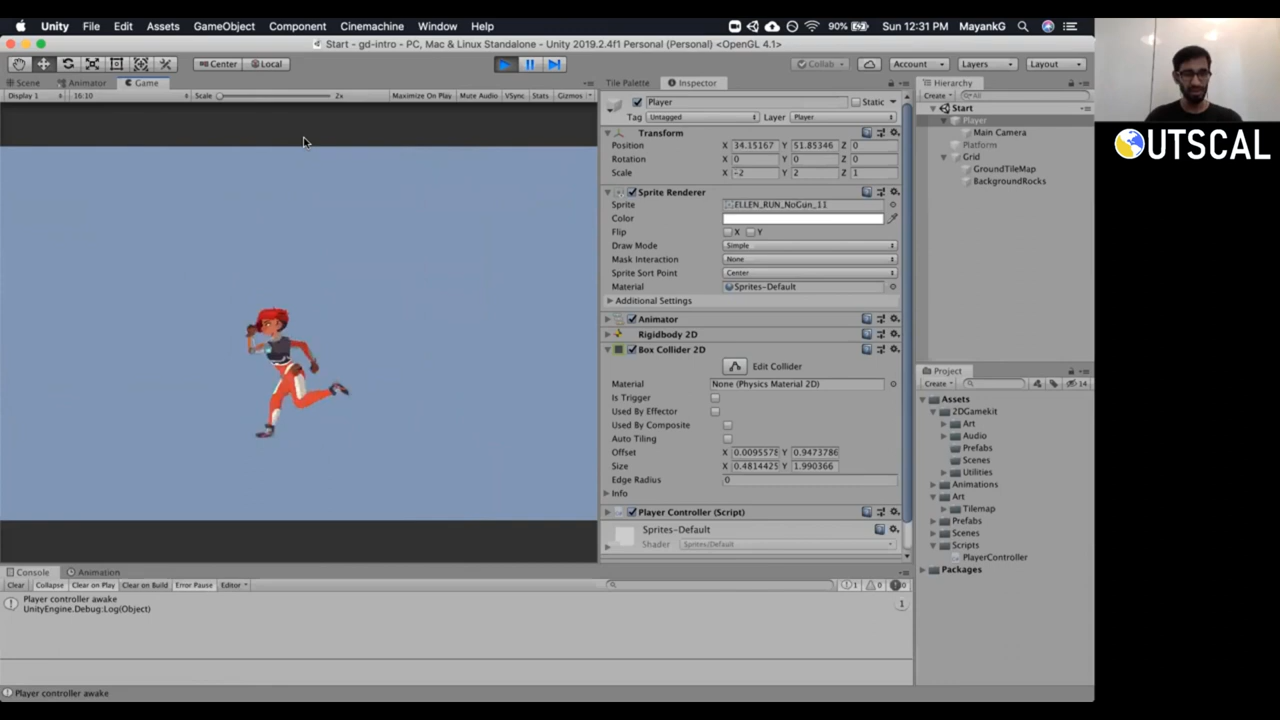 Unity File Edit Assets GameObject Component Cinemachine Window Help 90% Sun 12:31 PM MayankG
Start - gd-intro - PC, Mac & Linux Standalone - Unity 2019.2.4f1 Personal (Personal) <OpenGL 4.1>
Center Local Collab Account Layers Layout
Scene Animator Game Tile Palette Inspector Hierarchy
Display 1 16:10 Scale 2x Maximize On Play Mute Audio VSync Stats Gizmos Create All
Player Static
Tag Untagged Layer Player
Transform
Position X 34.15167 Y 51.85346 Z 0
Rotation X 0 Y 0 Z 0
Scale X -2 Y 2 Z 1
Sprite Renderer
Sprite ELLEN_RUN_NoGun_11
Color
Flip X Y
Draw Mode Simple
Mask Interaction None
Sprite Sort Point Center
Material Sprites-Default
Additional Settings
Animator
Rigidbody 2D
Box Collider 2D
Edit Collider
Material None (Physics Material 2D)
Is Trigger
Used By Effector
Used By Composite
Auto Tiling
Offset X 0.0095578 Y 0.9473786
Size X 0.4814425 Y 1.990366
Edge Radius 0
Info
Player Controller (Script)
Sprites-Default
Shader Sprites/Default
Start
Player
Main Camera
Platform
Grid
GroundTileMap
BackgroundRocks
Project
Create 14
Assets
2DGamekit
Art
Audio
Prefabs
Scenes
Utilities
Animations
Art
Tilemap
Prefabs
Scenes
Scripts
PlayerController
Packages
Console Animation
Clear Collapse Clear on Play Clear on Build Error Pause Editor 1 0 0
Player controller awake
UnityEngine.Debug:Log(Object) 1
Player controller awake
OUTSCAL